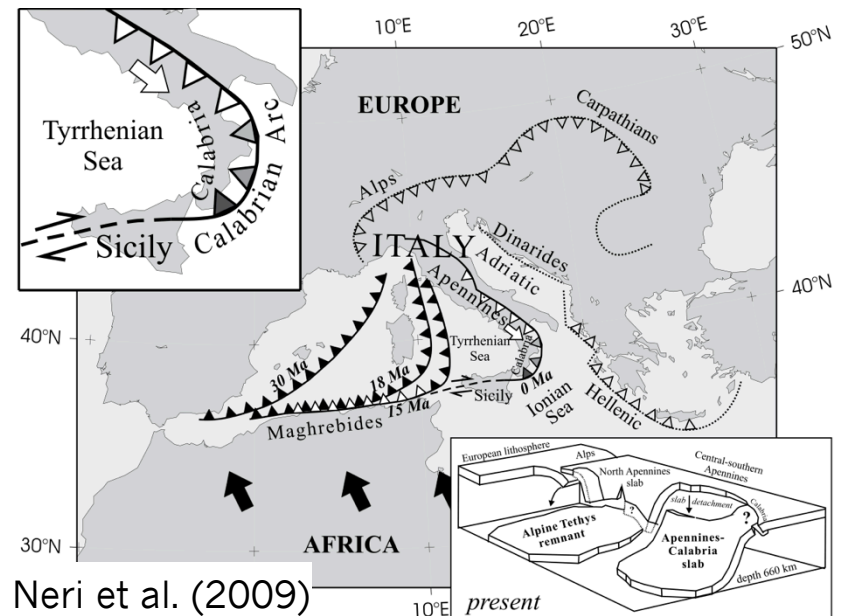 10°E
20°E
30°E
50°N
40°N
40°N
30°N
10°E
Tyrrhenian
Sea
Calabria
Calabrian Arc
Sicily
EUROPE
Carpathians
Alps
ITALY
Dinarides
Adriatic
Apennines
Tyrrhenian
Sea
Calabria
30 Ma
18 Ma
15 Ma
0 Ma
Sicily
Ionian
Sea
Hellenic
Maghrebides
AFRICA
European lithosphere
Alps
North Apennines
slab
Central-southern
Apennines
slab detachment
Calabria
?
?
Alpine Tethys
remnant
Apennines-
Calabria
slab
depth 660 km
present
Neri et al. (2009)